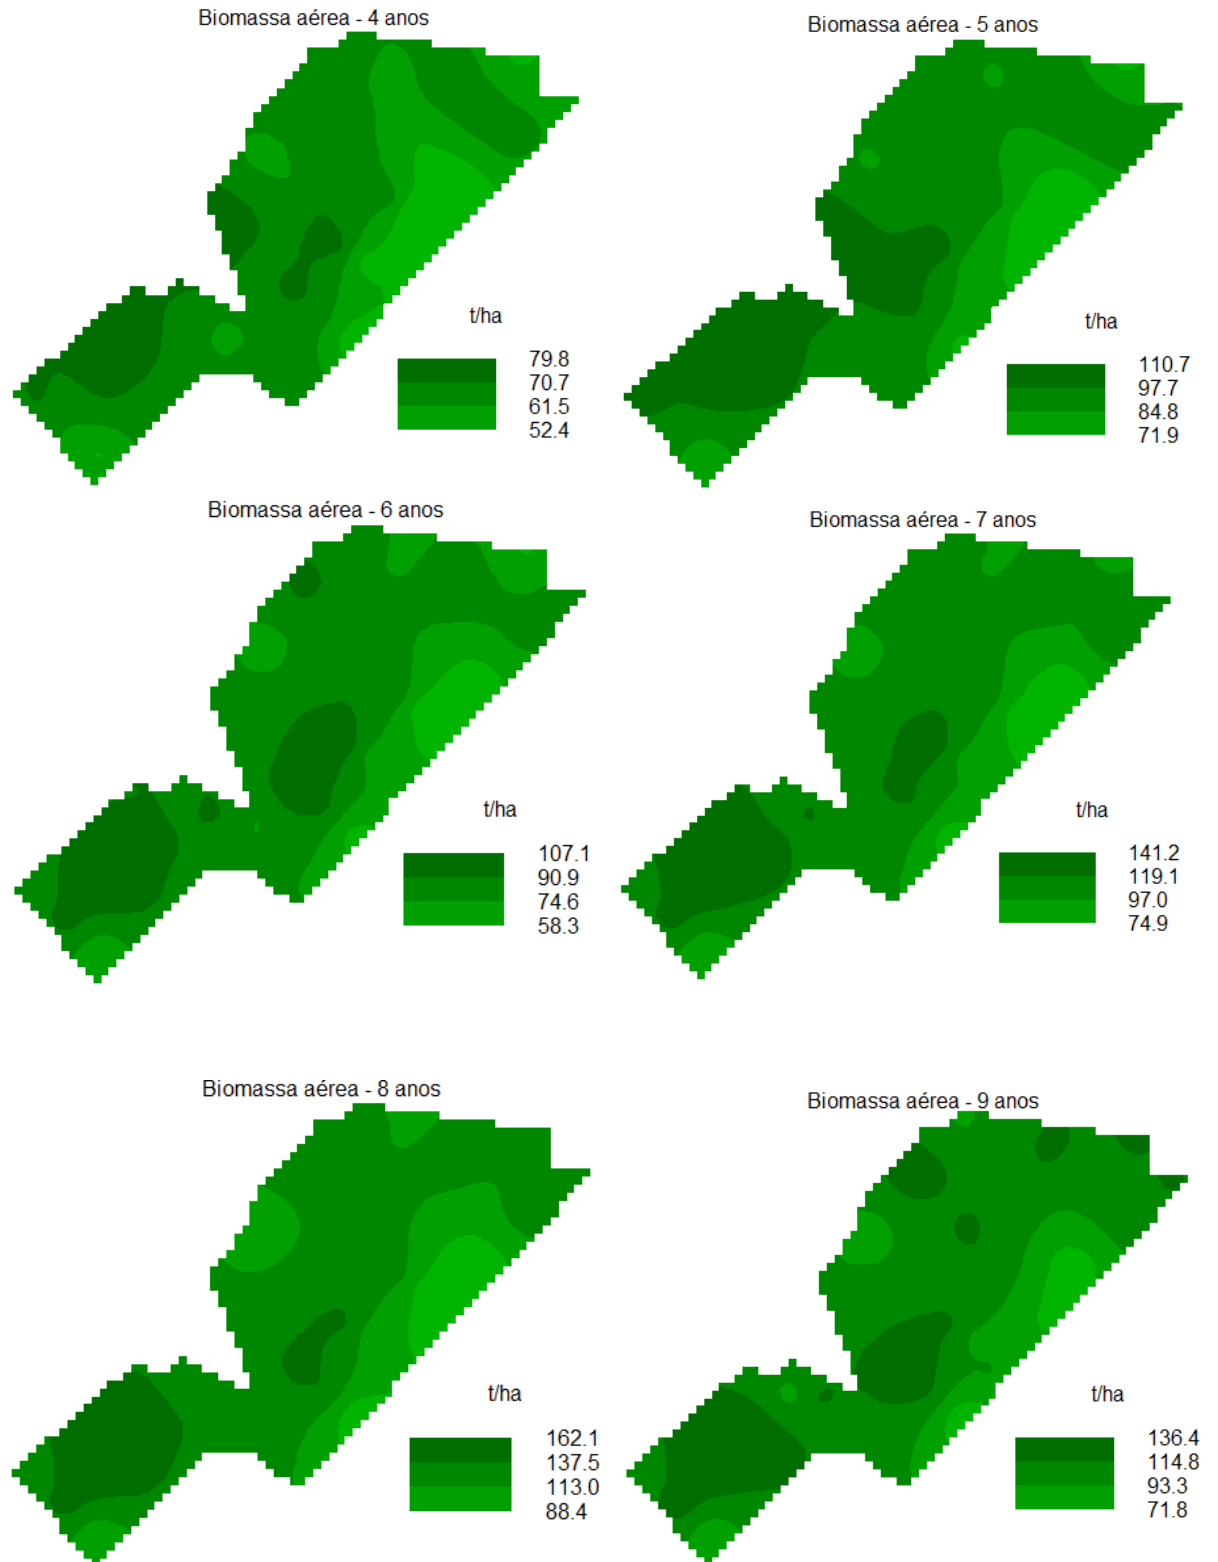 Biomassa aérea - 4 anos
t/ha
79.8
70.7
61.5
52.4
Biomassa aérea - 5 anos
t/ha
110.7
97.7
84.8
71.9
Biomassa aérea - 6 anos
t/ha
107.1
90.9
74.6
58.3
Biomassa aérea - 7 anos
t/ha
141.2
119.1
97.0
74.9
Biomassa aérea - 8 anos
t/ha
162.1
137.5
113.0
88.4
Biomassa aérea - 9 anos
t/ha
136.4
114.8
93.3
71.8